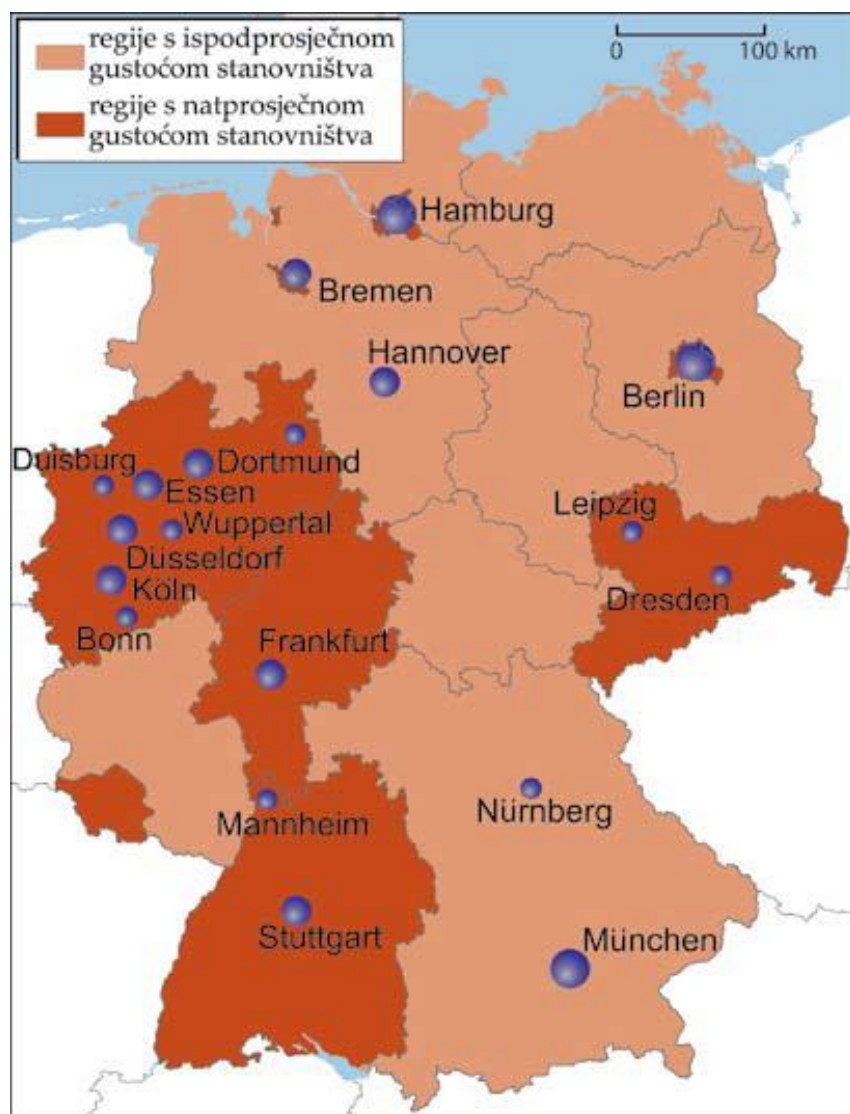 regije s ispodprosječnom
gustoćom stanovništva
regije s natprosječnom
gustoćom stanovništva
0 100 km
Hamburg
Bremen
Hannover
Berlin
Duisburg
Dortmund
Essen
Wuppertal
Düsseldorf
Köln
Bonn
Leipzig
Dresden
Frankfurt
Mannheim
Nürnberg
Stuttgart
München